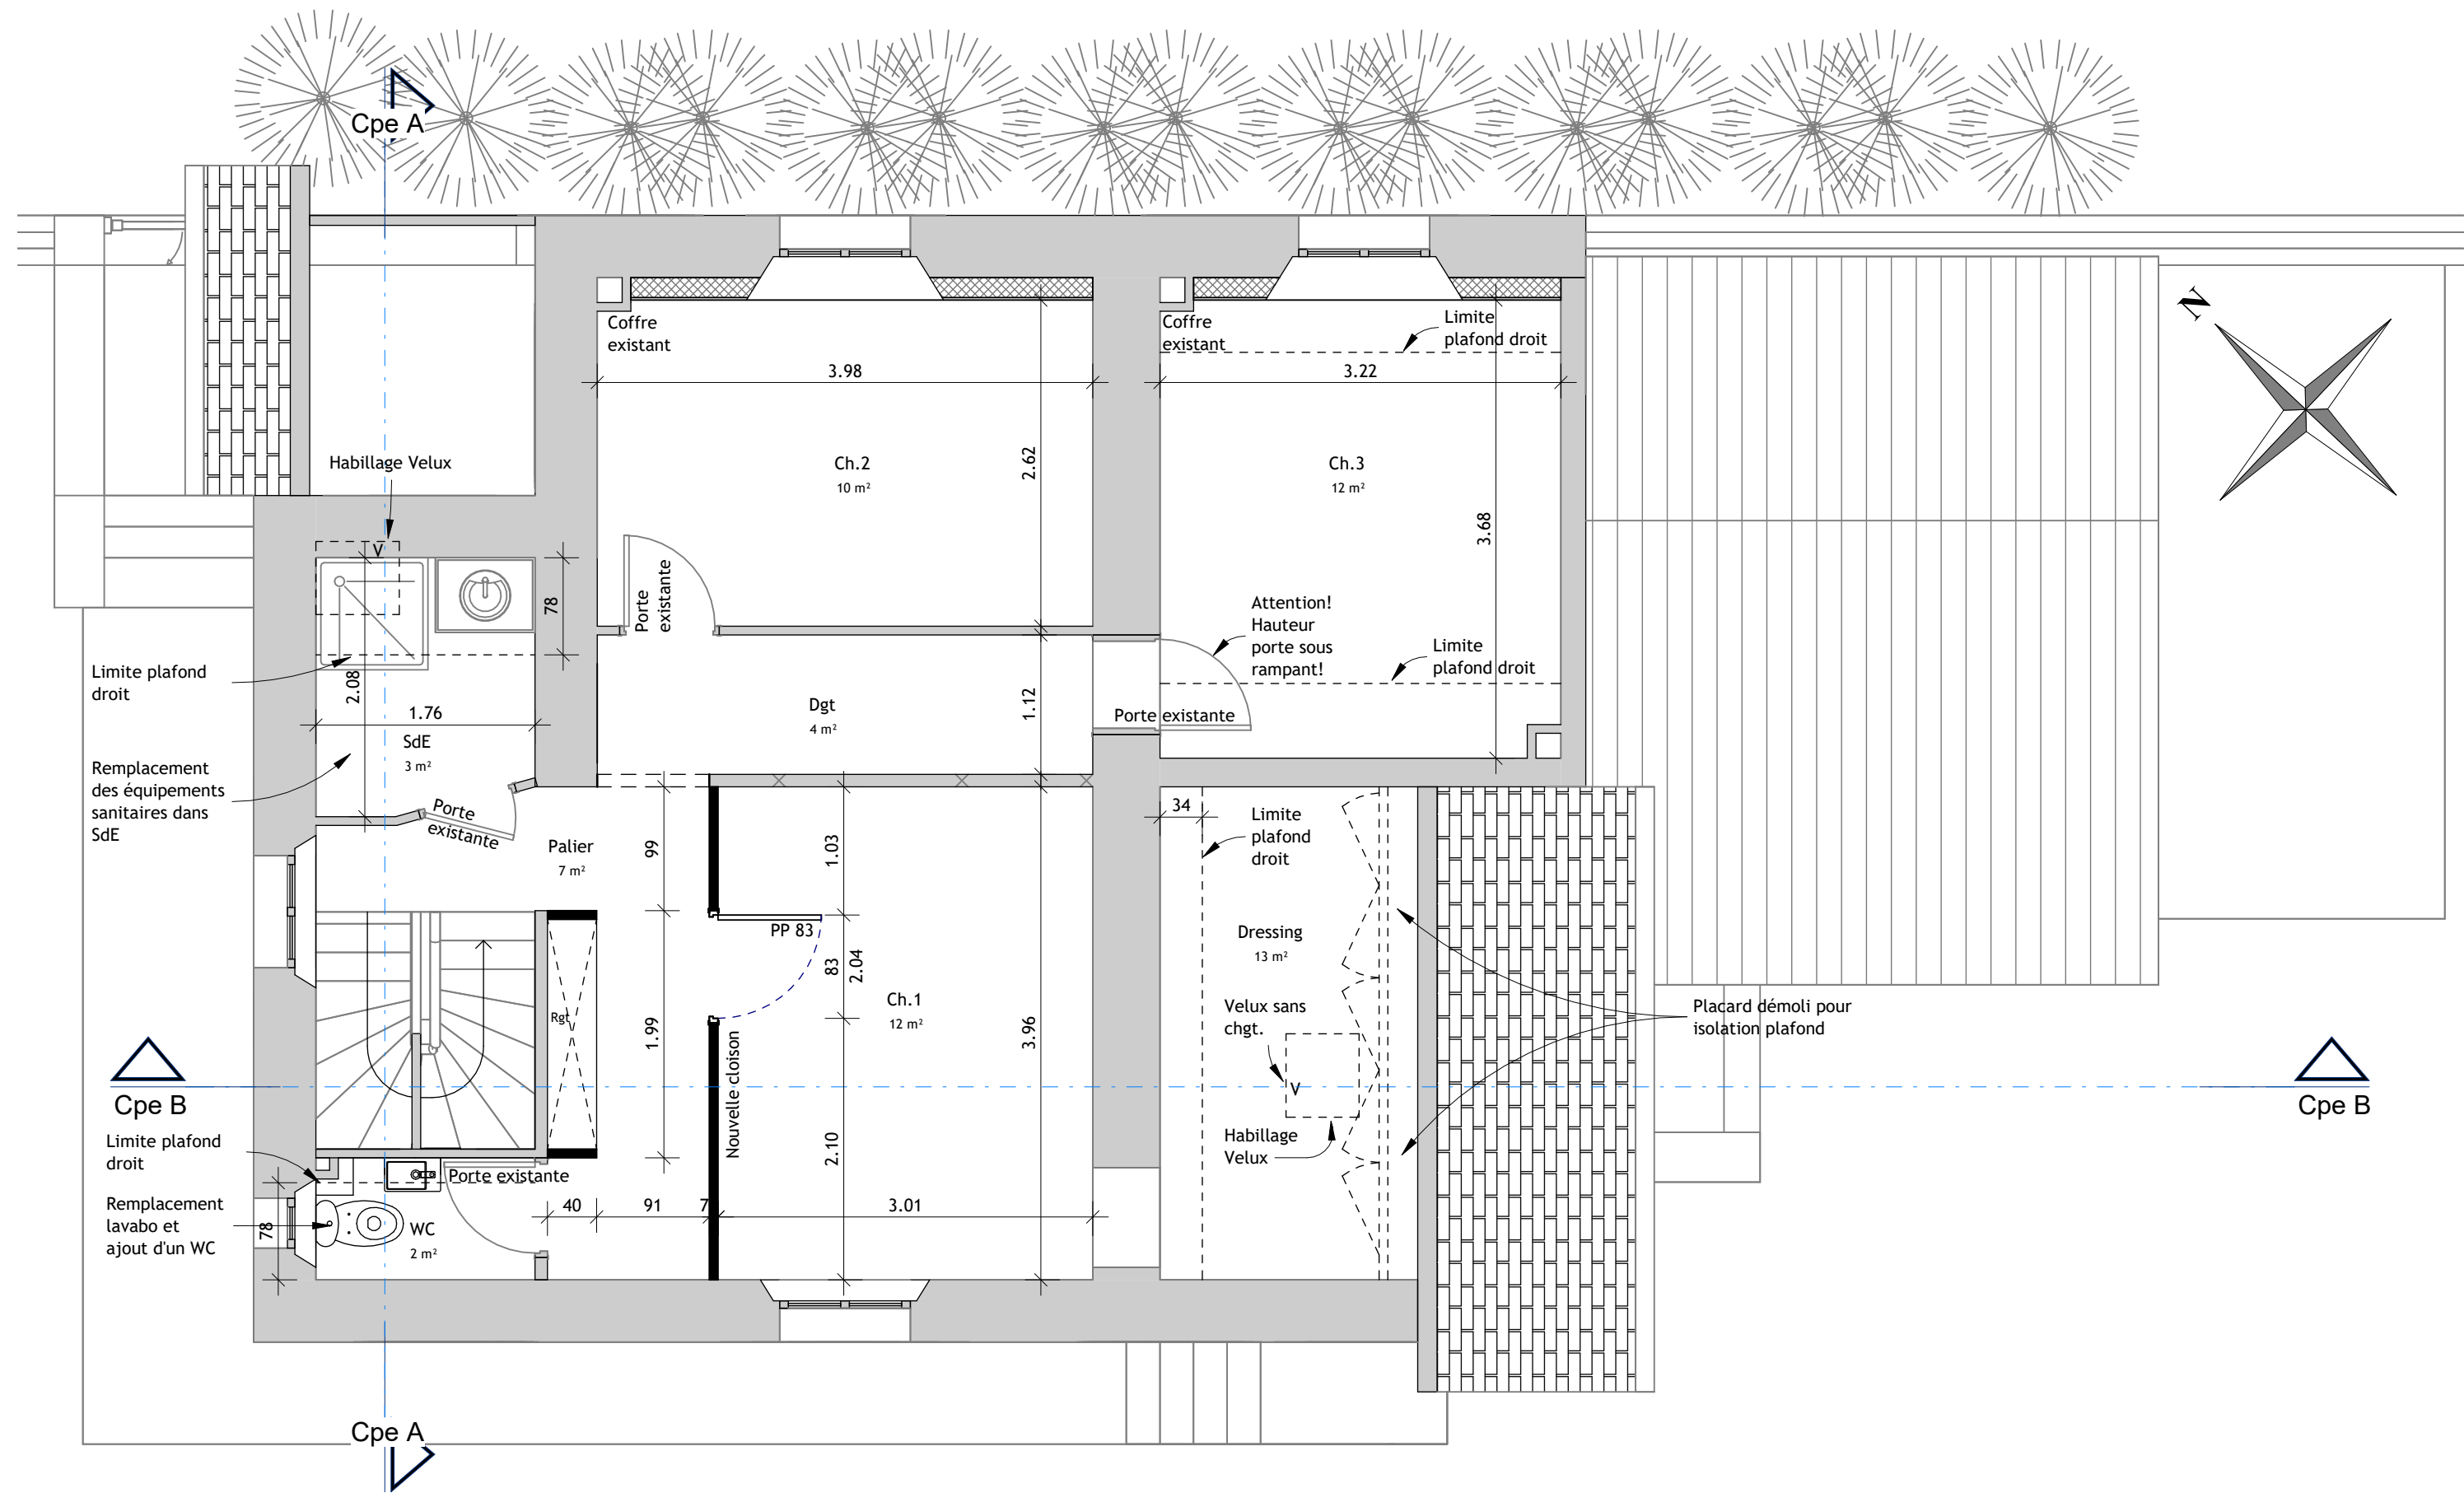 Cpe A
N
Coffre
existant
3.98
Coffre
existant
Limite
plafond droit
3.22
Habillage Velux
V
Ch.2
10 m²
2.62
Ch.3
12 m²
3.68
78
Porte
existante
Attention!
Hauteur
porte sous
rampant!
Limite
plafond droit
Limite plafond
droit
2.08
1.76
SdE
3 m²
Dgt
4 m²
1.12
Porte existante
Remplacement
des équipements
sanitaires dans
SdE
Porte
existante
Palier
7 m²
99
1.03
34
Limite
plafond
droit
PP 83
83
2.04
Dressing
13 m²
Rgt
1.99
Ch.1
12 m²
3.96
Velux sans
chgt.
V
Placard démoli pour
isolation plafond
Nouvelle cloison
Cpe B
Cpe B
Limite plafond
droit
Porte existante
2.10
Habillage
Velux
Remplacement
lavabo et
ajout d'un WC
78
WC
2 m²
40
91
7
3.01
Cpe A